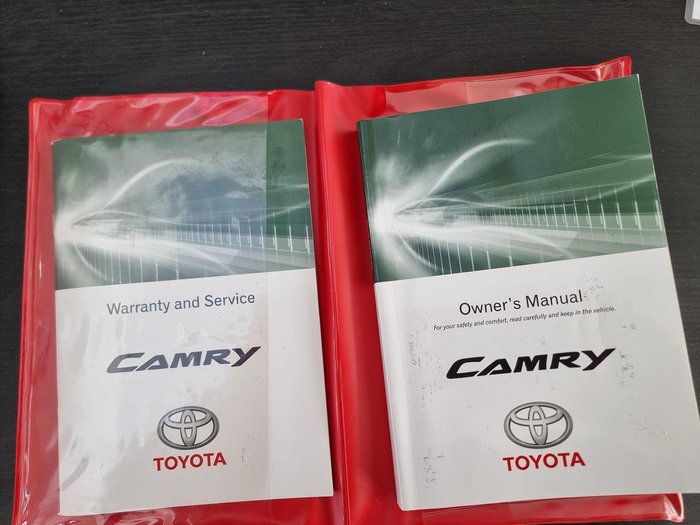 Warranty and Service
CAMRY
TOYOTA
Owner's Manual
For your safety and comfort, read carefully and keep in the vehicle.
CAMRY
TOYOTA